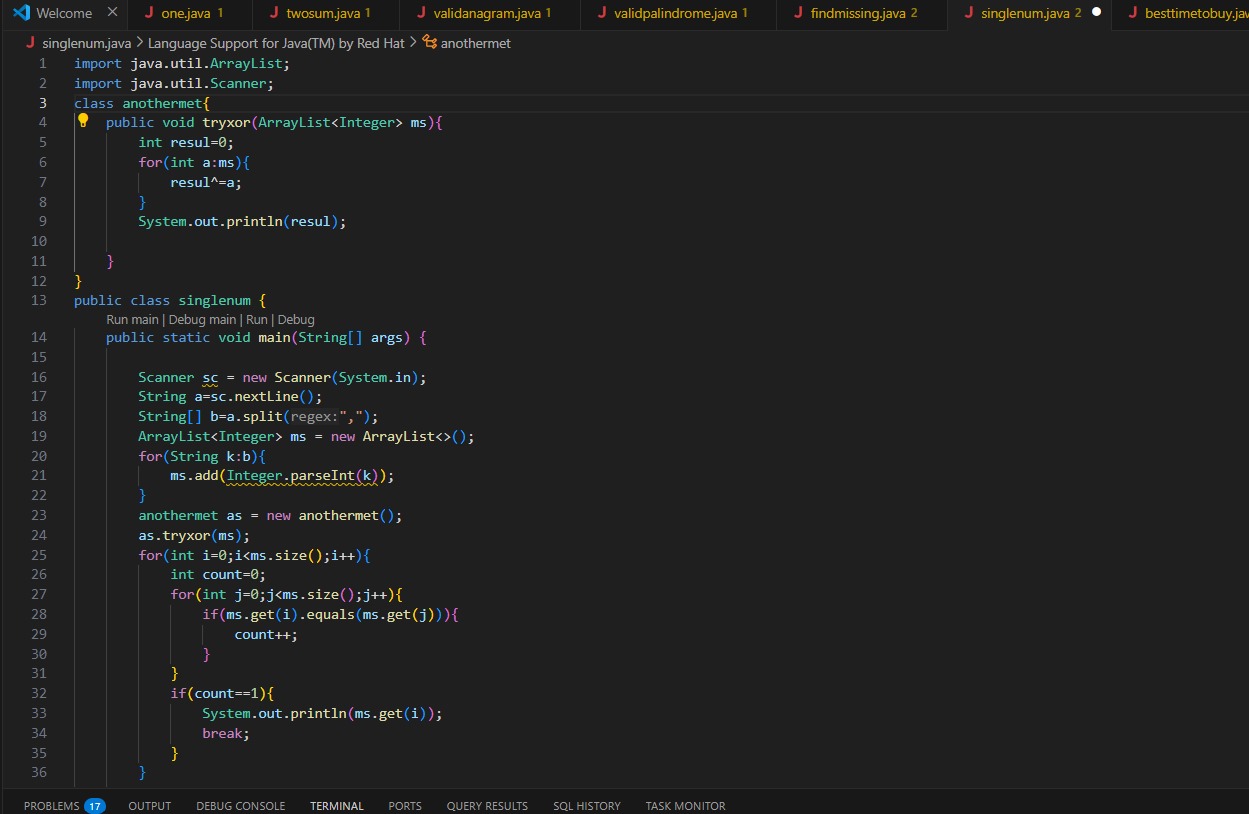 Welcome × one.java 1 twosum.java 1 validanagram.java 1 validpalindrome.java 1 findmissing.java 2 singlenum.java 2 ● besttimetobuy.jav
singlenum.java > Language Support for Java(TM) by Red Hat > anothermet
1 import java.util.ArrayList;
2 import java.util.Scanner;
3 class anothermet{
4 public void tryxor(ArrayList<Integer> ms){
5 int resul=0;
6 for(int a:ms){
7 resul^=a;
8 }
9 System.out.println(resul);
10
11 }
12 }
13 public class singlenum {
Run main | Debug main | Run | Debug
14 public static void main(String[] args) {
15
16 Scanner sc = new Scanner(System.in);
17 String a=sc.nextLine();
18 String[] b=a.split(regex:",");
19 ArrayList<Integer> ms = new ArrayList<>();
20 for(String k:b){
21 ms.add(Integer.parseInt(k));
22 }
23 anothermet as = new anothermet();
24 as.tryxor(ms);
25 for(int i=0;i<ms.size();i++){
26 int count=0;
27 for(int j=0;j<ms.size();j++){
28 if(ms.get(i).equals(ms.get(j))){
29 count++;
30 }
31 }
32 if(count==1){
33 System.out.println(ms.get(i));
34 break;
35 }
36 }
PROBLEMS 17 OUTPUT DEBUG CONSOLE TERMINAL PORTS QUERY RESULTS SQL HISTORY TASK MONITOR